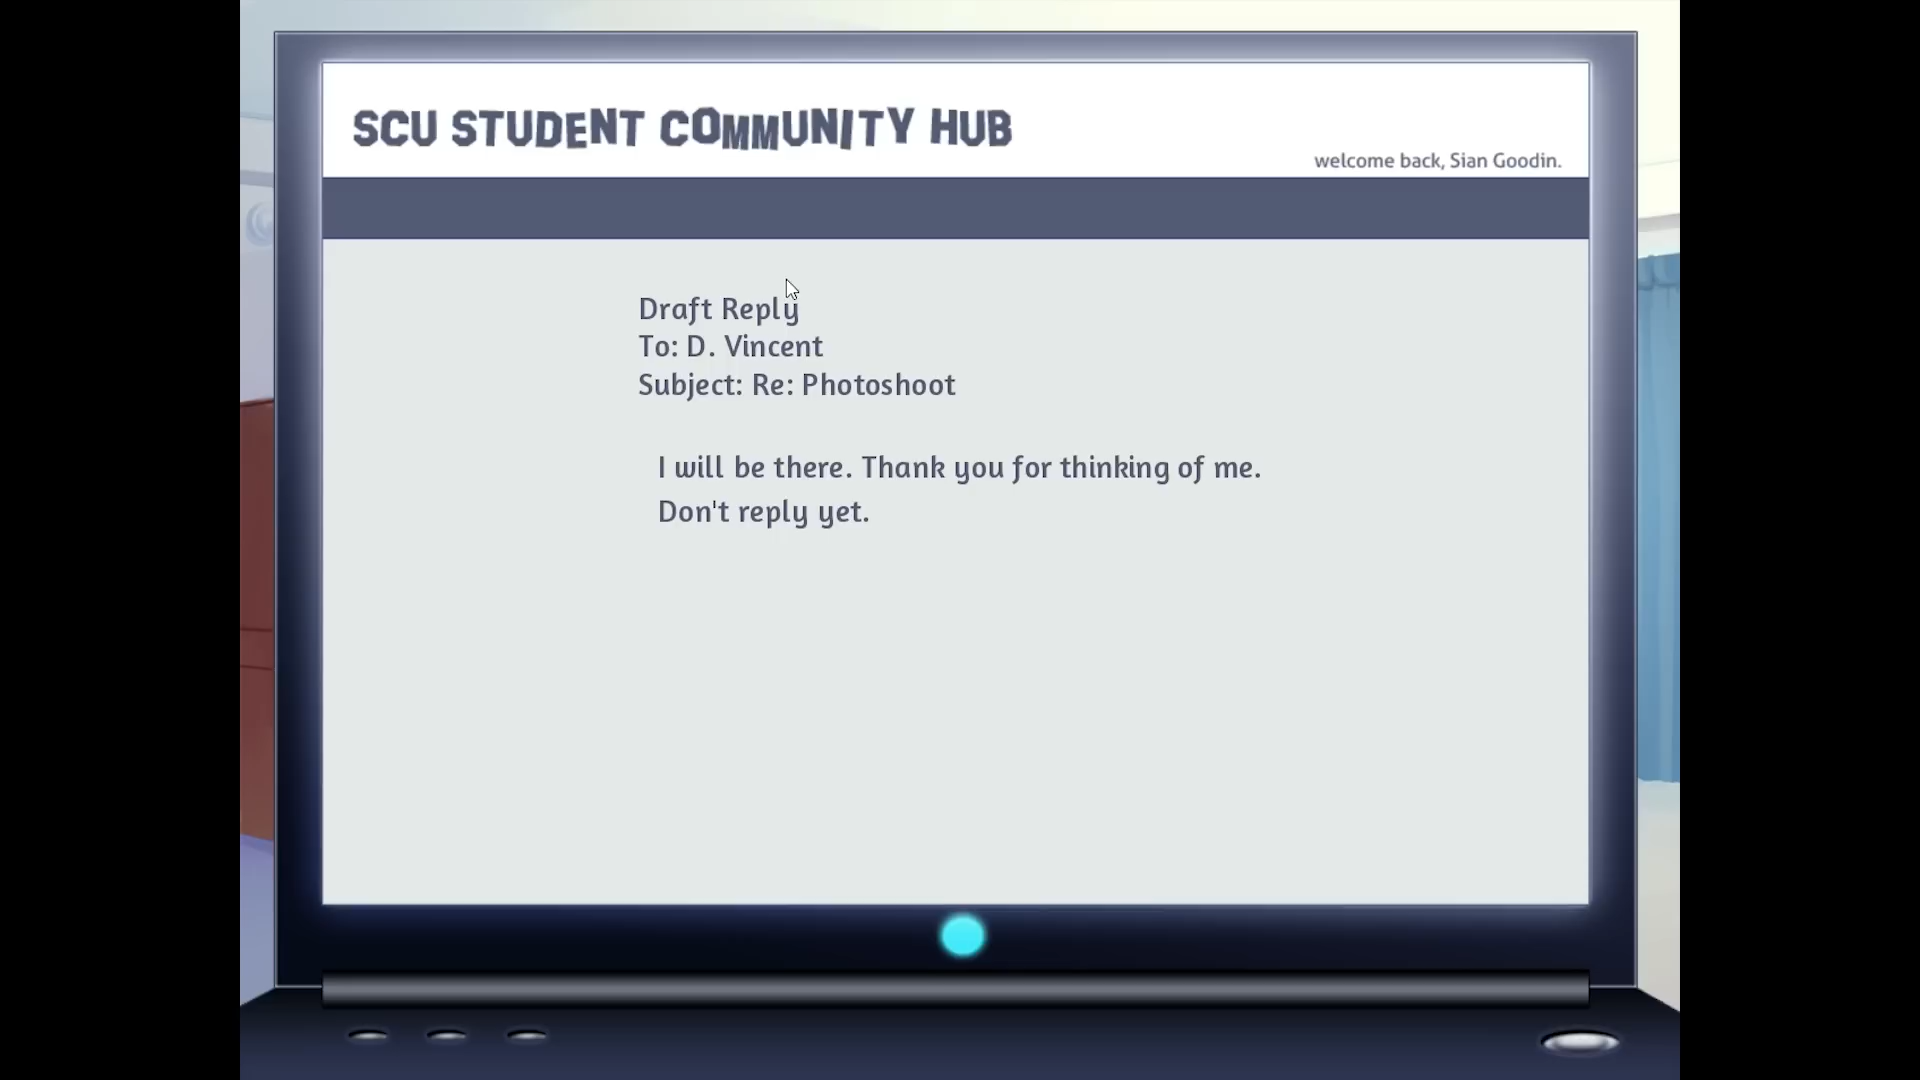 SCU STUDENT COMMUNITY HUB
welcome back, Sian Goodin.
Draft Reply
To: D. Vincent
Subject: Re: Photoshoot
I will be there. Thank you for thinking of me.
Don't reply yet.